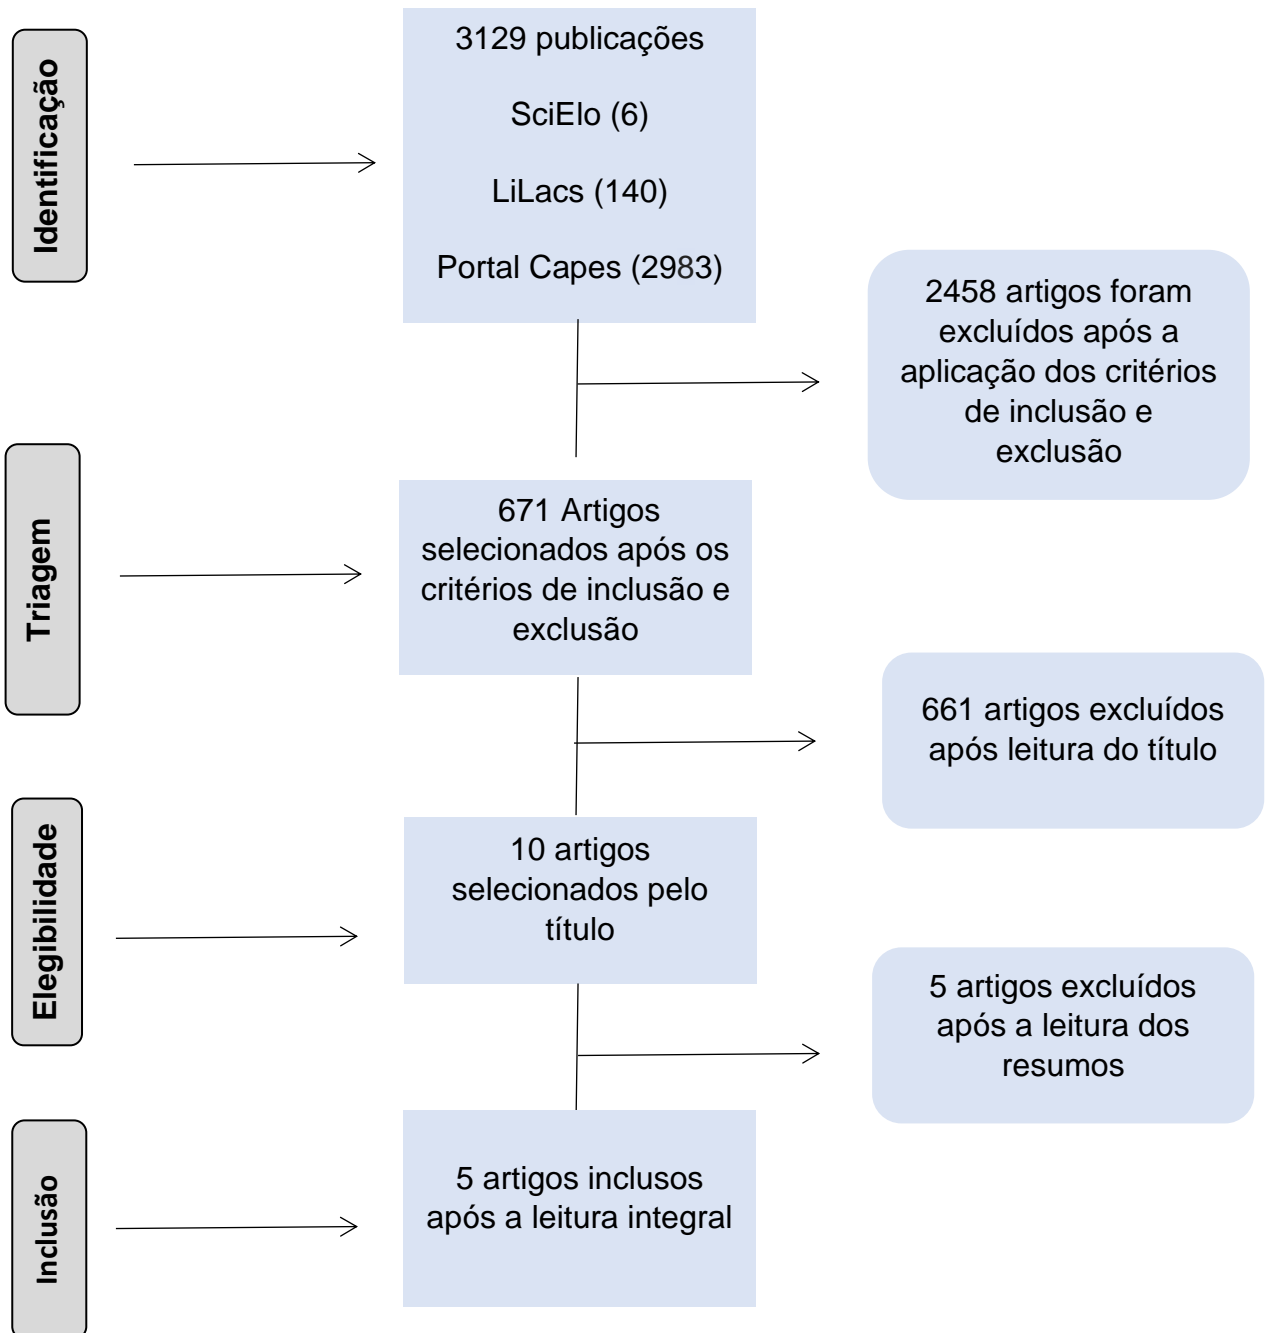 Identificação
3129 publicações
SciElo (6)
LiLacs (140)
Portal Capes (2983)
2458 artigos foram
excluídos após a
aplicação dos critérios
de inclusão e
exclusão
Triagem
671 Artigos
selecionados após os
critérios de inclusão e
exclusão
661 artigos excluídos
após leitura do título
Elegibilidade
10 artigos
selecionados pelo
título
5 artigos excluídos
após a leitura dos
resumos
Inclusão
5 artigos inclusos
após a leitura integral